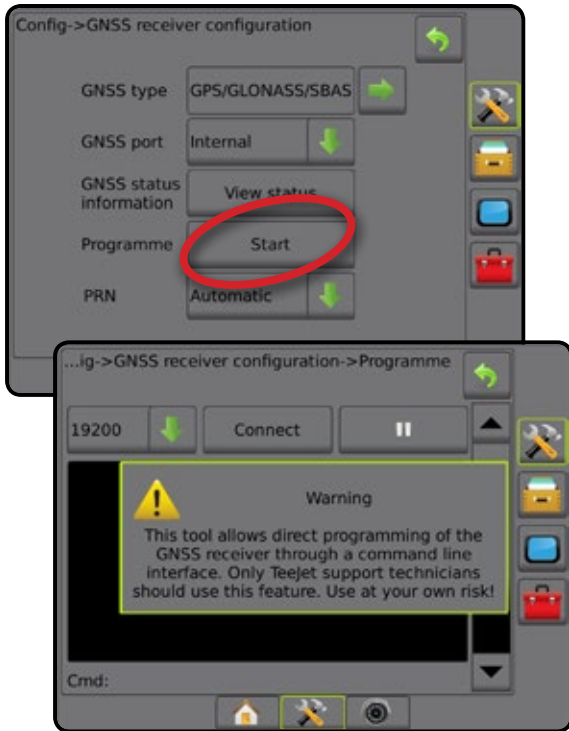 Config->GNSS receiver configuration
GNSS type GPS/GLONASS/SBAS
GNSS port Internal
GNSS status
information View status
Programme Start
PRN Automatic
...ig->GNSS receiver configuration->Programme
19200 Connect
Warning
This tool allows direct programming of the
GNSS receiver through a command line
interface. Only TeeJet support technicians
should use this feature. Use at your own risk!
Cmd: